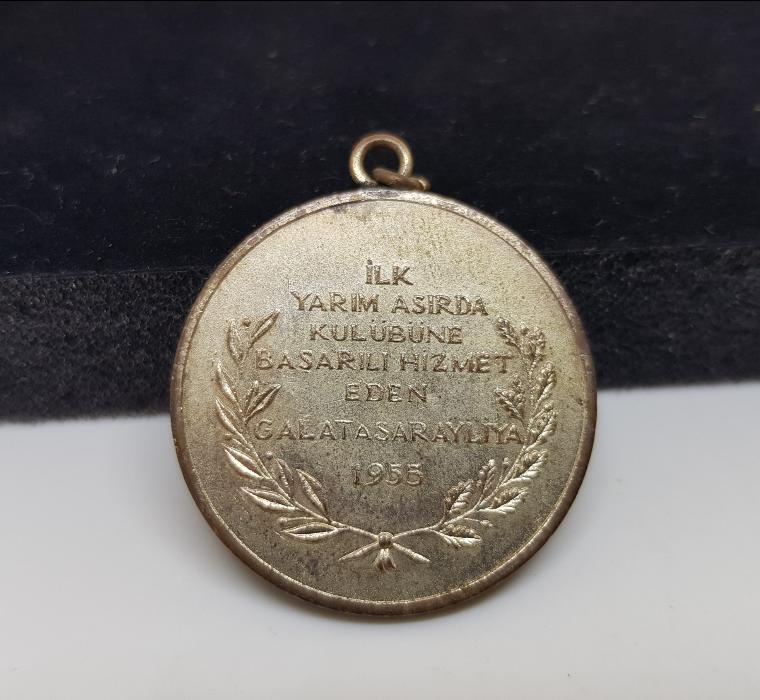 İLK
YARIM ASIRDA
KULÜBÜNE
BAŞARILI HİZMET
EDEN
GALATASARAYLIYA
1955